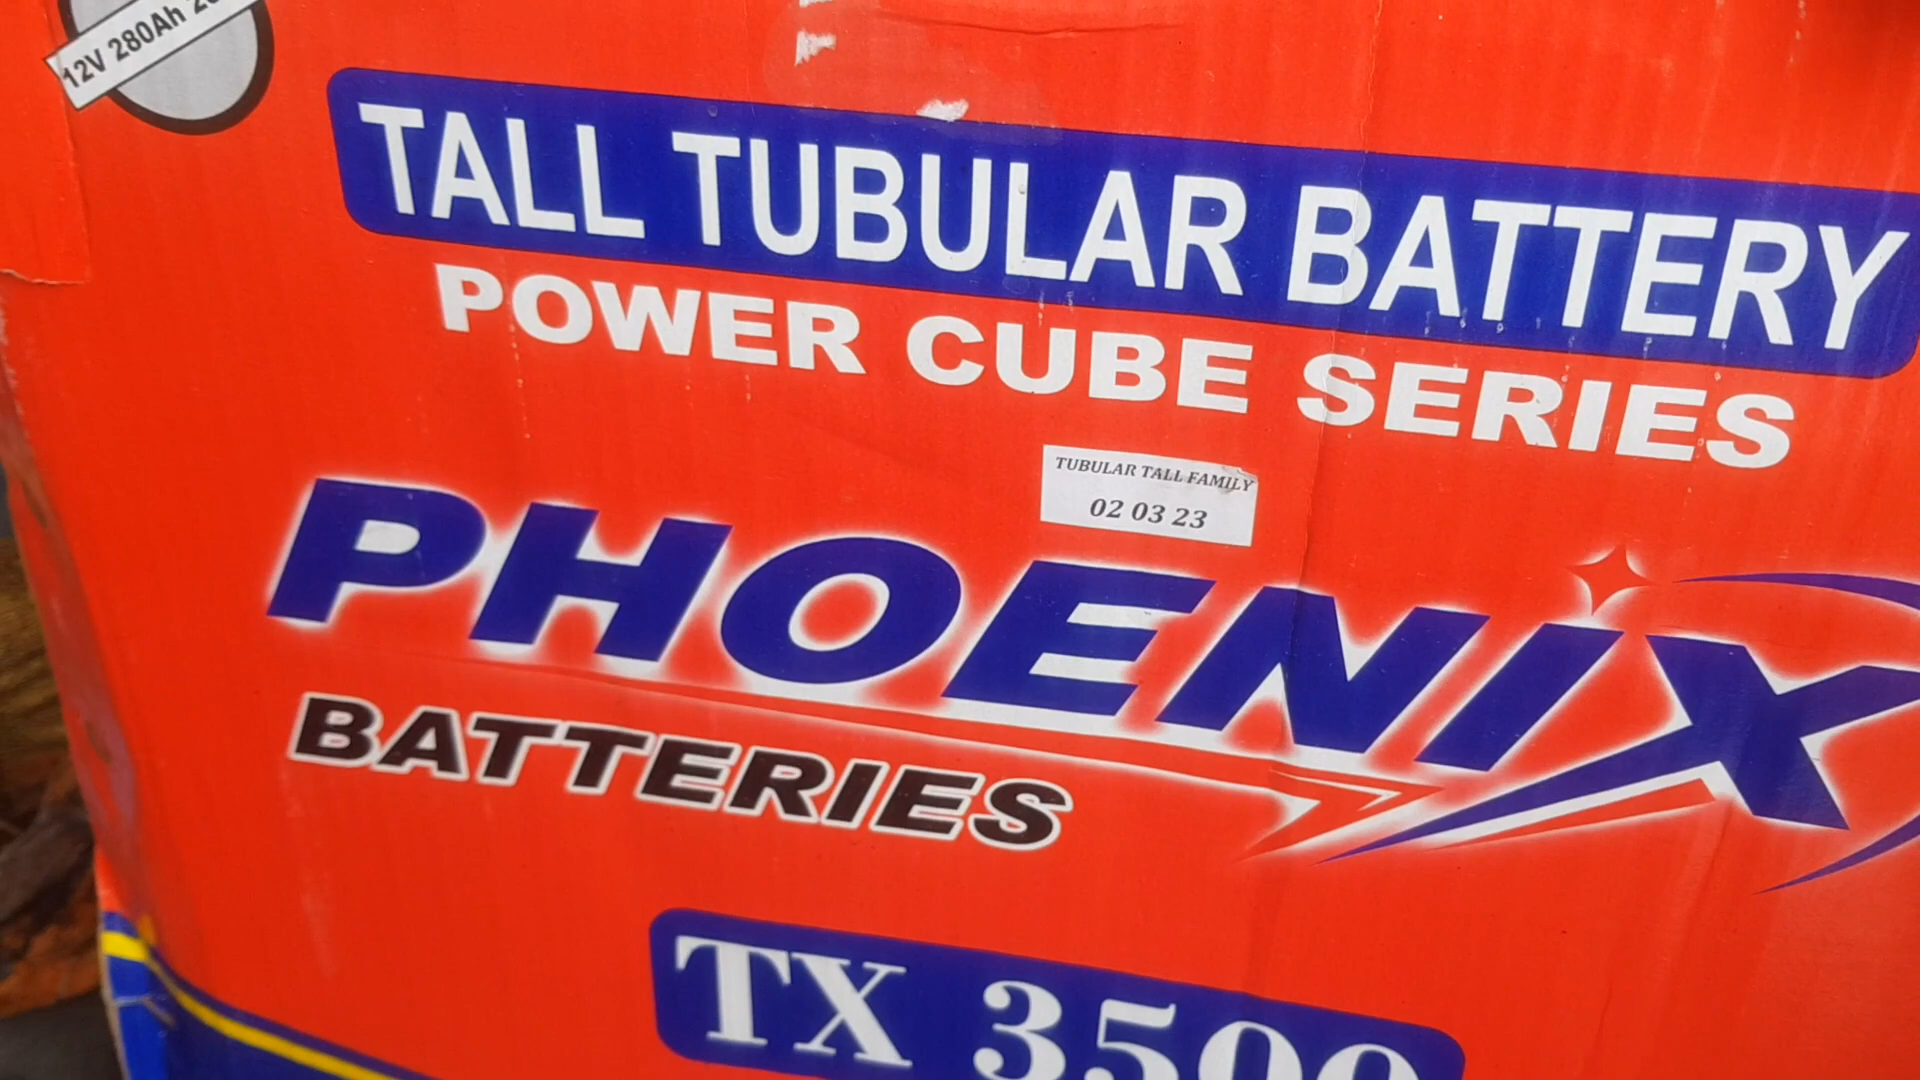 12V 280Ah
TALL TUBULAR BATTERY
POWER CUBE SERIES
TUBULAR TALL FAMILY
02 03 23
PHOENIX
BATTERIES
TX 3500